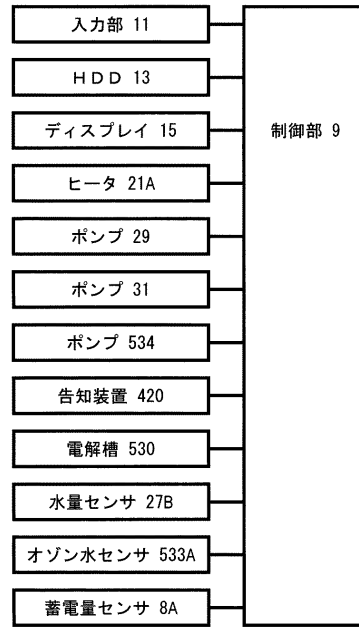 入力部 11
HDD 13
ディスプレイ 15
制御部 9
ヒータ 21A
ポンプ 29
ポンプ 31
ポンプ 534
告知装置 420
電解槽 530
水量センサ 27B
オゾン水センサ 533A
蓄電量センサ 8A